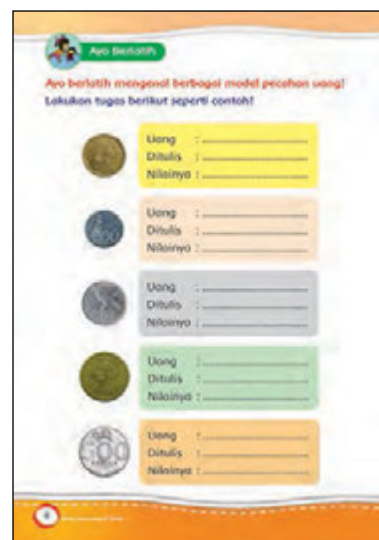 Ayo Berlatih
Ayo berlatih mengenal berbagai model pecahan uang!
Lakukan tugas berikut seperti contoh!
Uang :
Ditulis :
Nilainya :
Uang :
Ditulis :
Nilainya :
Uang :
Ditulis :
Nilainya :
Uang :
Ditulis :
Nilainya :
Uang :
Ditulis :
Nilainya :
500